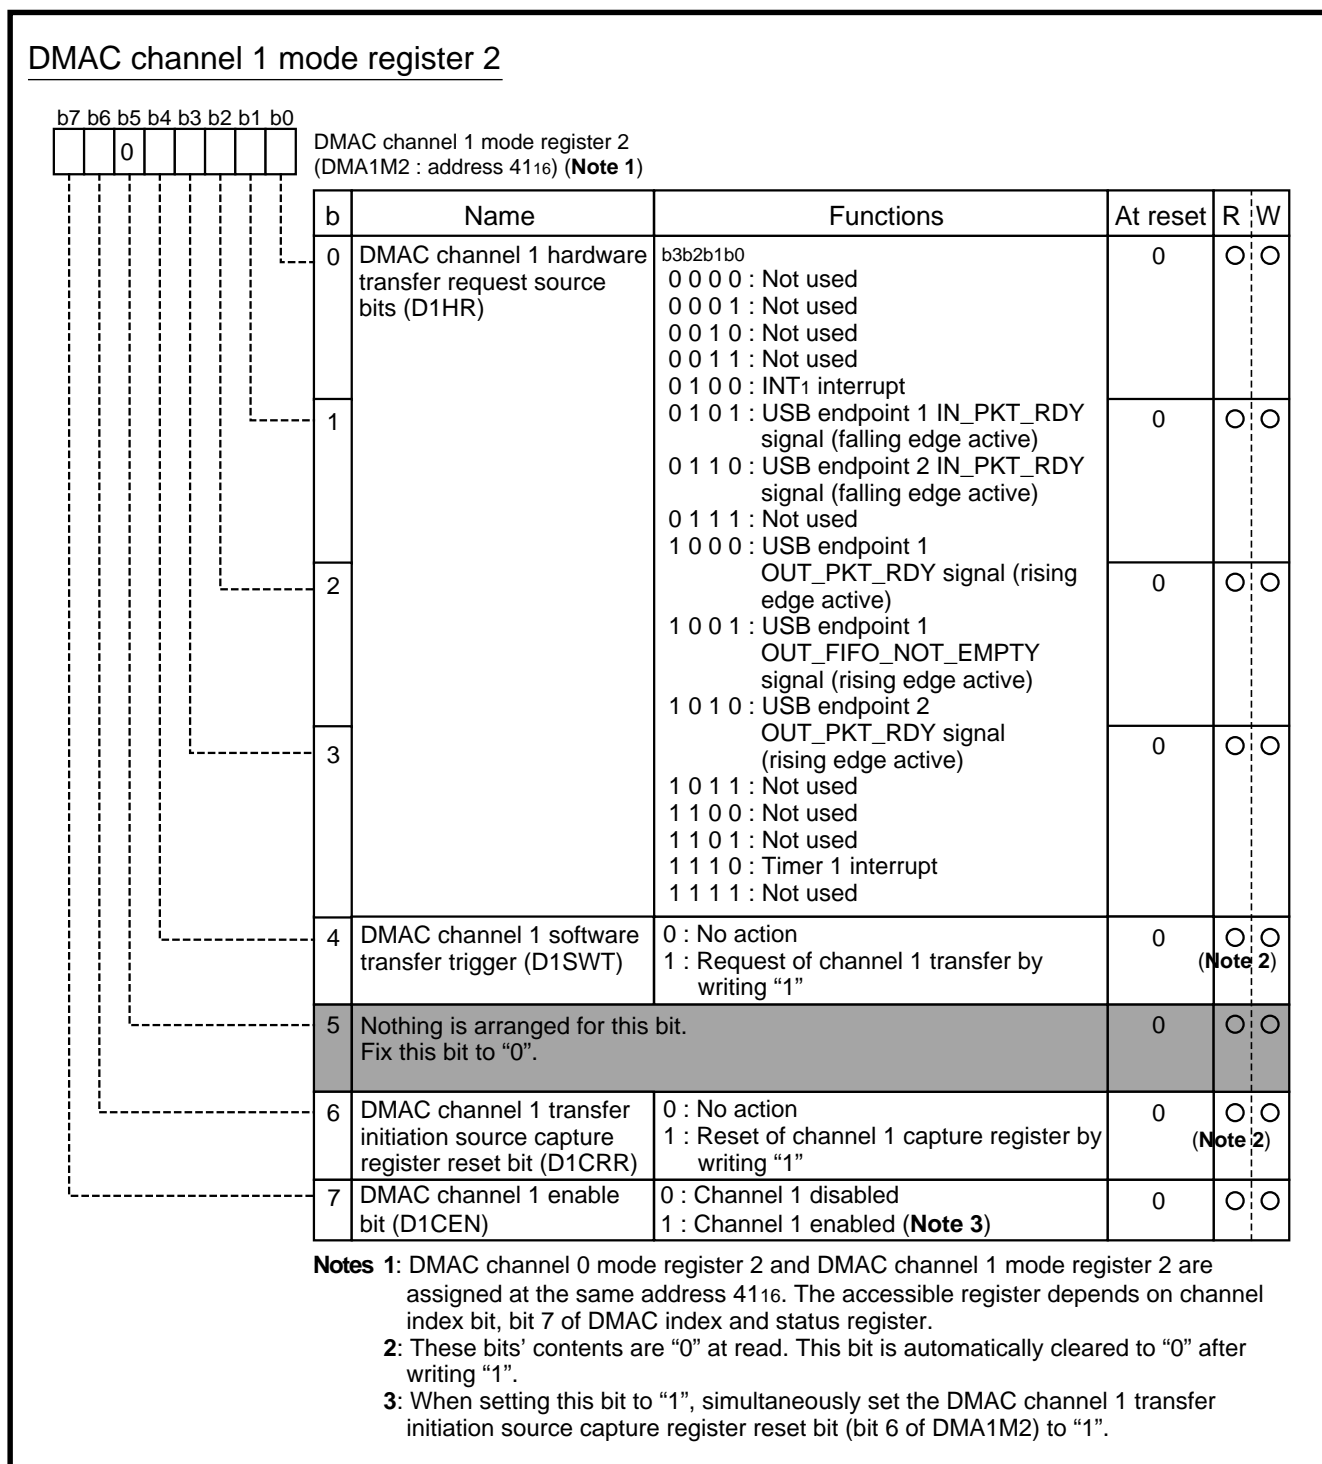 DMAC channel 1 mode register 2
b7 b6 b5 b4 b3 b2 b1 b0
0
DMAC channel 1 mode register 2
(DMA1M2 : address 4116) (Note 1)
b Name Functions At reset R W
0 DMAC channel 1 hardware transfer request source bits (D1HR) b3b2b1b0 0
0 0 0 0 : Not used
0 0 0 1 : Not used
0 0 1 0 : Not used
0 0 1 1 : Not used
0 1 0 0 : INT1 interrupt
1 0 1 0 1 : USB endpoint 1 IN_PKT_RDY 0
signal (falling edge active)
0 1 1 0 : USB endpoint 2 IN_PKT_RDY
signal (falling edge active)
0 1 1 1 : Not used
1 0 0 0 : USB endpoint 1
2 OUT_PKT_RDY signal (rising 0
edge active)
1 0 0 1 : USB endpoint 1
OUT_FIFO_NOT_EMPTY
signal (rising edge active)
1 0 1 0 : USB endpoint 2
OUT_PKT_RDY signal
3 (rising edge active) 0
1 0 1 1 : Not used
1 1 0 0 : Not used
1 1 0 1 : Not used
1 1 1 0 : Timer 1 interrupt
1 1 1 1 : Not used
4 DMAC channel 1 software 0 : No action 0
transfer trigger (D1SWT) 1 : Request of channel 1 transfer by (Note 2)
writing “1”
5 Nothing is arranged for this bit. 0
Fix this bit to “0”.
6 DMAC channel 1 transfer 0 : No action 0
initiation source capture 1 : Reset of channel 1 capture register by (Note 2)
register reset bit (D1CRR) writing “1”
7 DMAC channel 1 enable 0 : Channel 1 disabled 0
bit (D1CEN) 1 : Channel 1 enabled (Note 3)
Notes 1: DMAC channel 0 mode register 2 and DMAC channel 1 mode register 2 are
assigned at the same address 4116. The accessible register depends on channel
index bit, bit 7 of DMAC index and status register.
2: These bits’ contents are “0” at read. This bit is automatically cleared to “0” after
writing “1”.
3: When setting this bit to “1”, simultaneously set the DMAC channel 1 transfer
initiation source capture register reset bit (bit 6 of DMA1M2) to “1”.